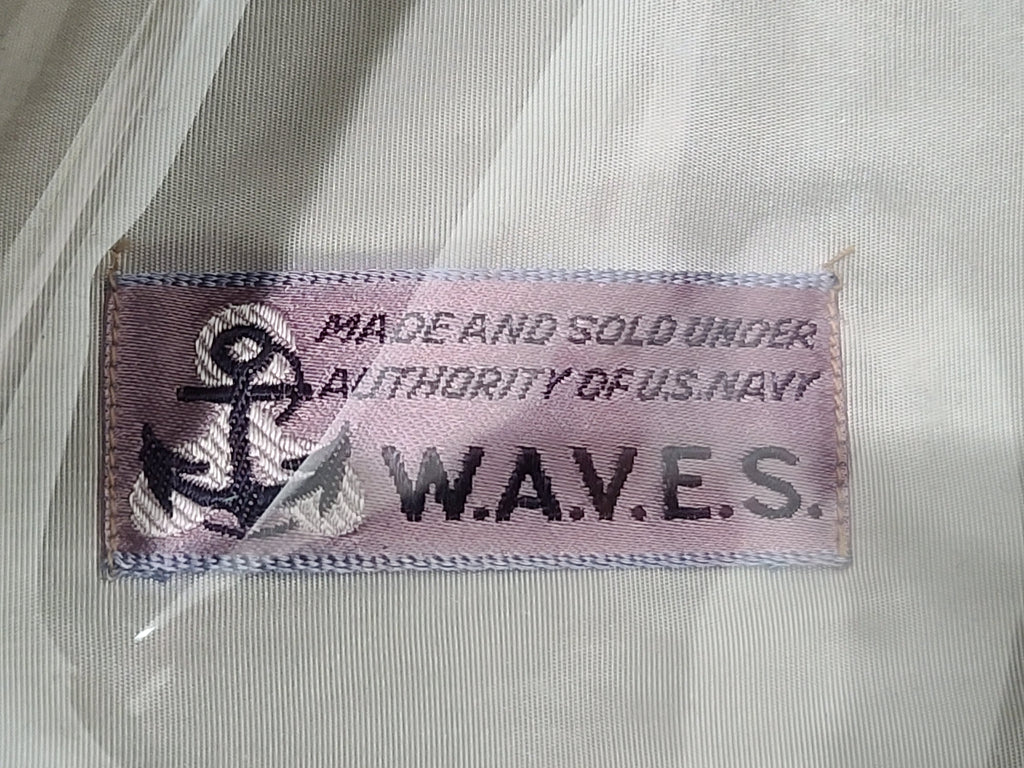 MADE AND SOLD UNDER
AUTHORITY OF U.S. NAVY
W.A.V.E.S.